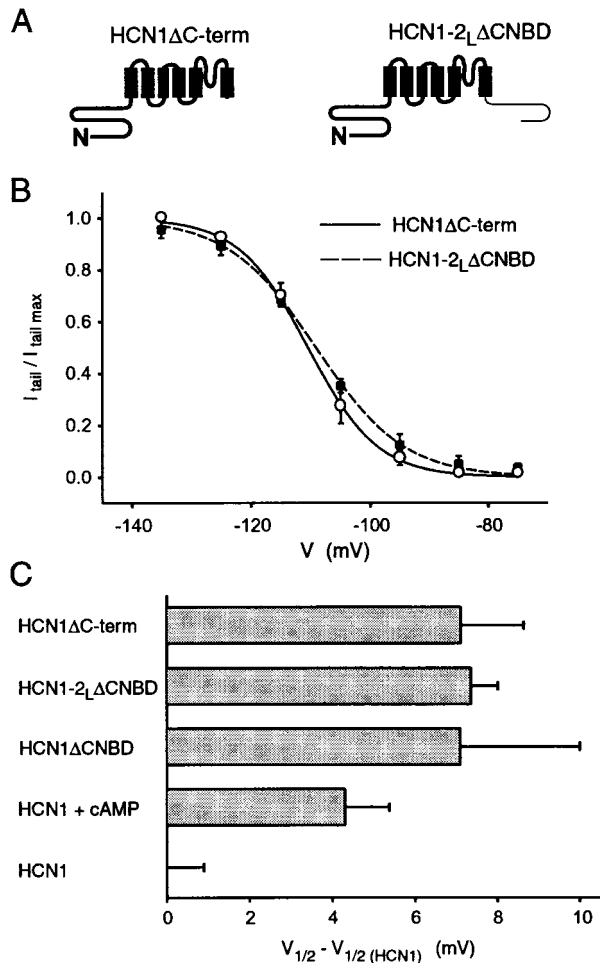 A
HCN1ΔC-term
HCN1-2LΔCNBD
N
N
B
1.0
0.8
0.6
0.4
0.2
0.0
I tail / I tail max
HCN1ΔC-term
HCN1-2LΔCNBD
-140
-120
-100
-80
V (mV)
C
HCN1ΔC-term
HCN1-2LΔCNBD
HCN1ΔCNBD
HCN1 + cAMP
HCN1
0
2
4
6
8
10
V1/2 - V1/2 (HCN1) (mV)